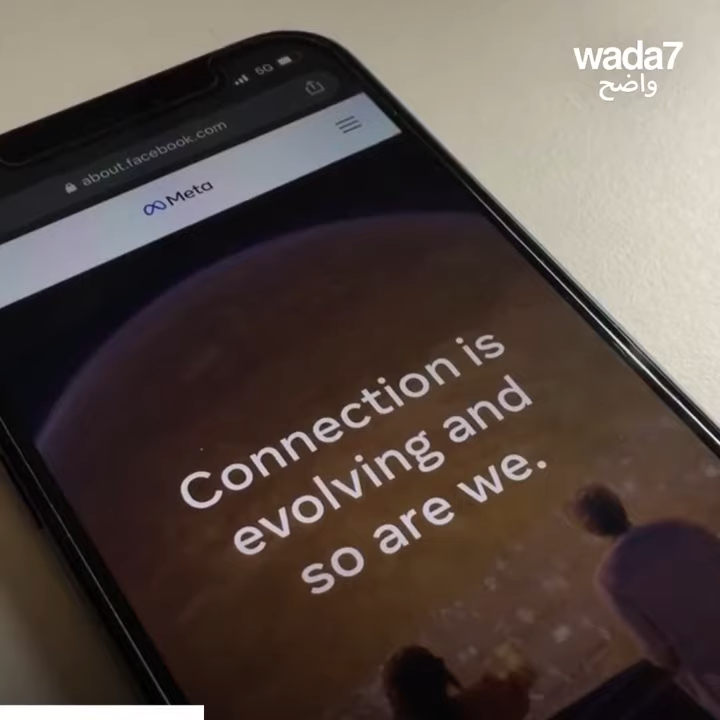 wada7
واضح
5G
about.facebook.com
Meta
Connection is
evolving and
so are we.